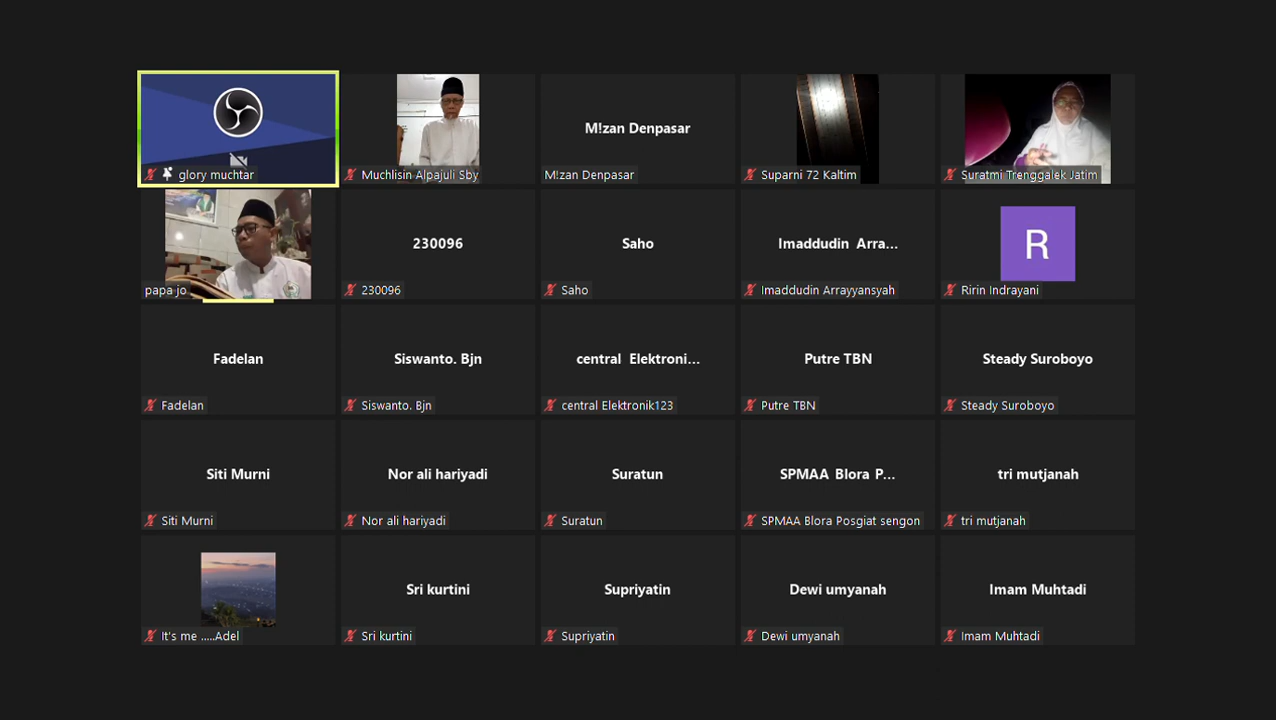 glory muchtar
Muchlisin Alpajuli Sby
M!zan Denpasar
M!zan Denpasar
Suparni 72 Kaltim
Suratmi Trenggalek Jatim
papa jo
230096
230096
Saho
Saho
Imaddudin Arra...
Imaddudin Arrayyansyah
R
Ririn Indrayani
Fadelan
Fadelan
Siswanto. Bjn
Siswanto. Bjn
central Elektroni...
central Elektronik123
Putre TBN
Putre TBN
Steady Suroboyo
Steady Suroboyo
Siti Murni
Siti Murni
Nor ali hariyadi
Nor ali hariyadi
Suratun
Suratun
SPMAA Blora P...
SPMAA Blora Posgiat sengon
tri mutjanah
tri mutjanah
It's me .....Adel
Sri kurtini
Sri kurtini
Supriyatin
Supriyatin
Dewi umyanah
Dewi umyanah
Imam Muhtadi
Imam Muhtadi